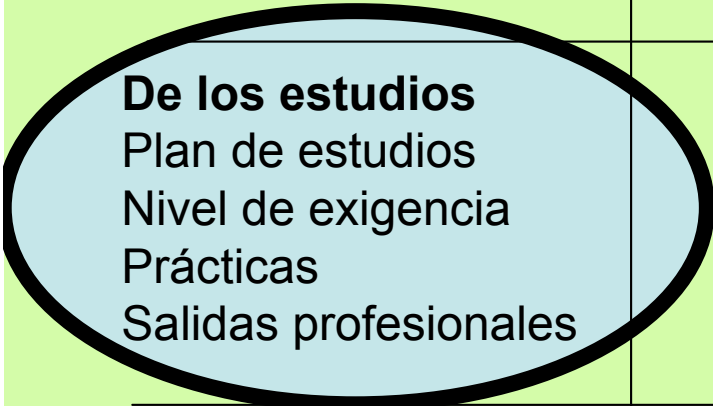 De los estudios
Plan de estudios
Nivel de exigencia
Prácticas
Salidas profesionales